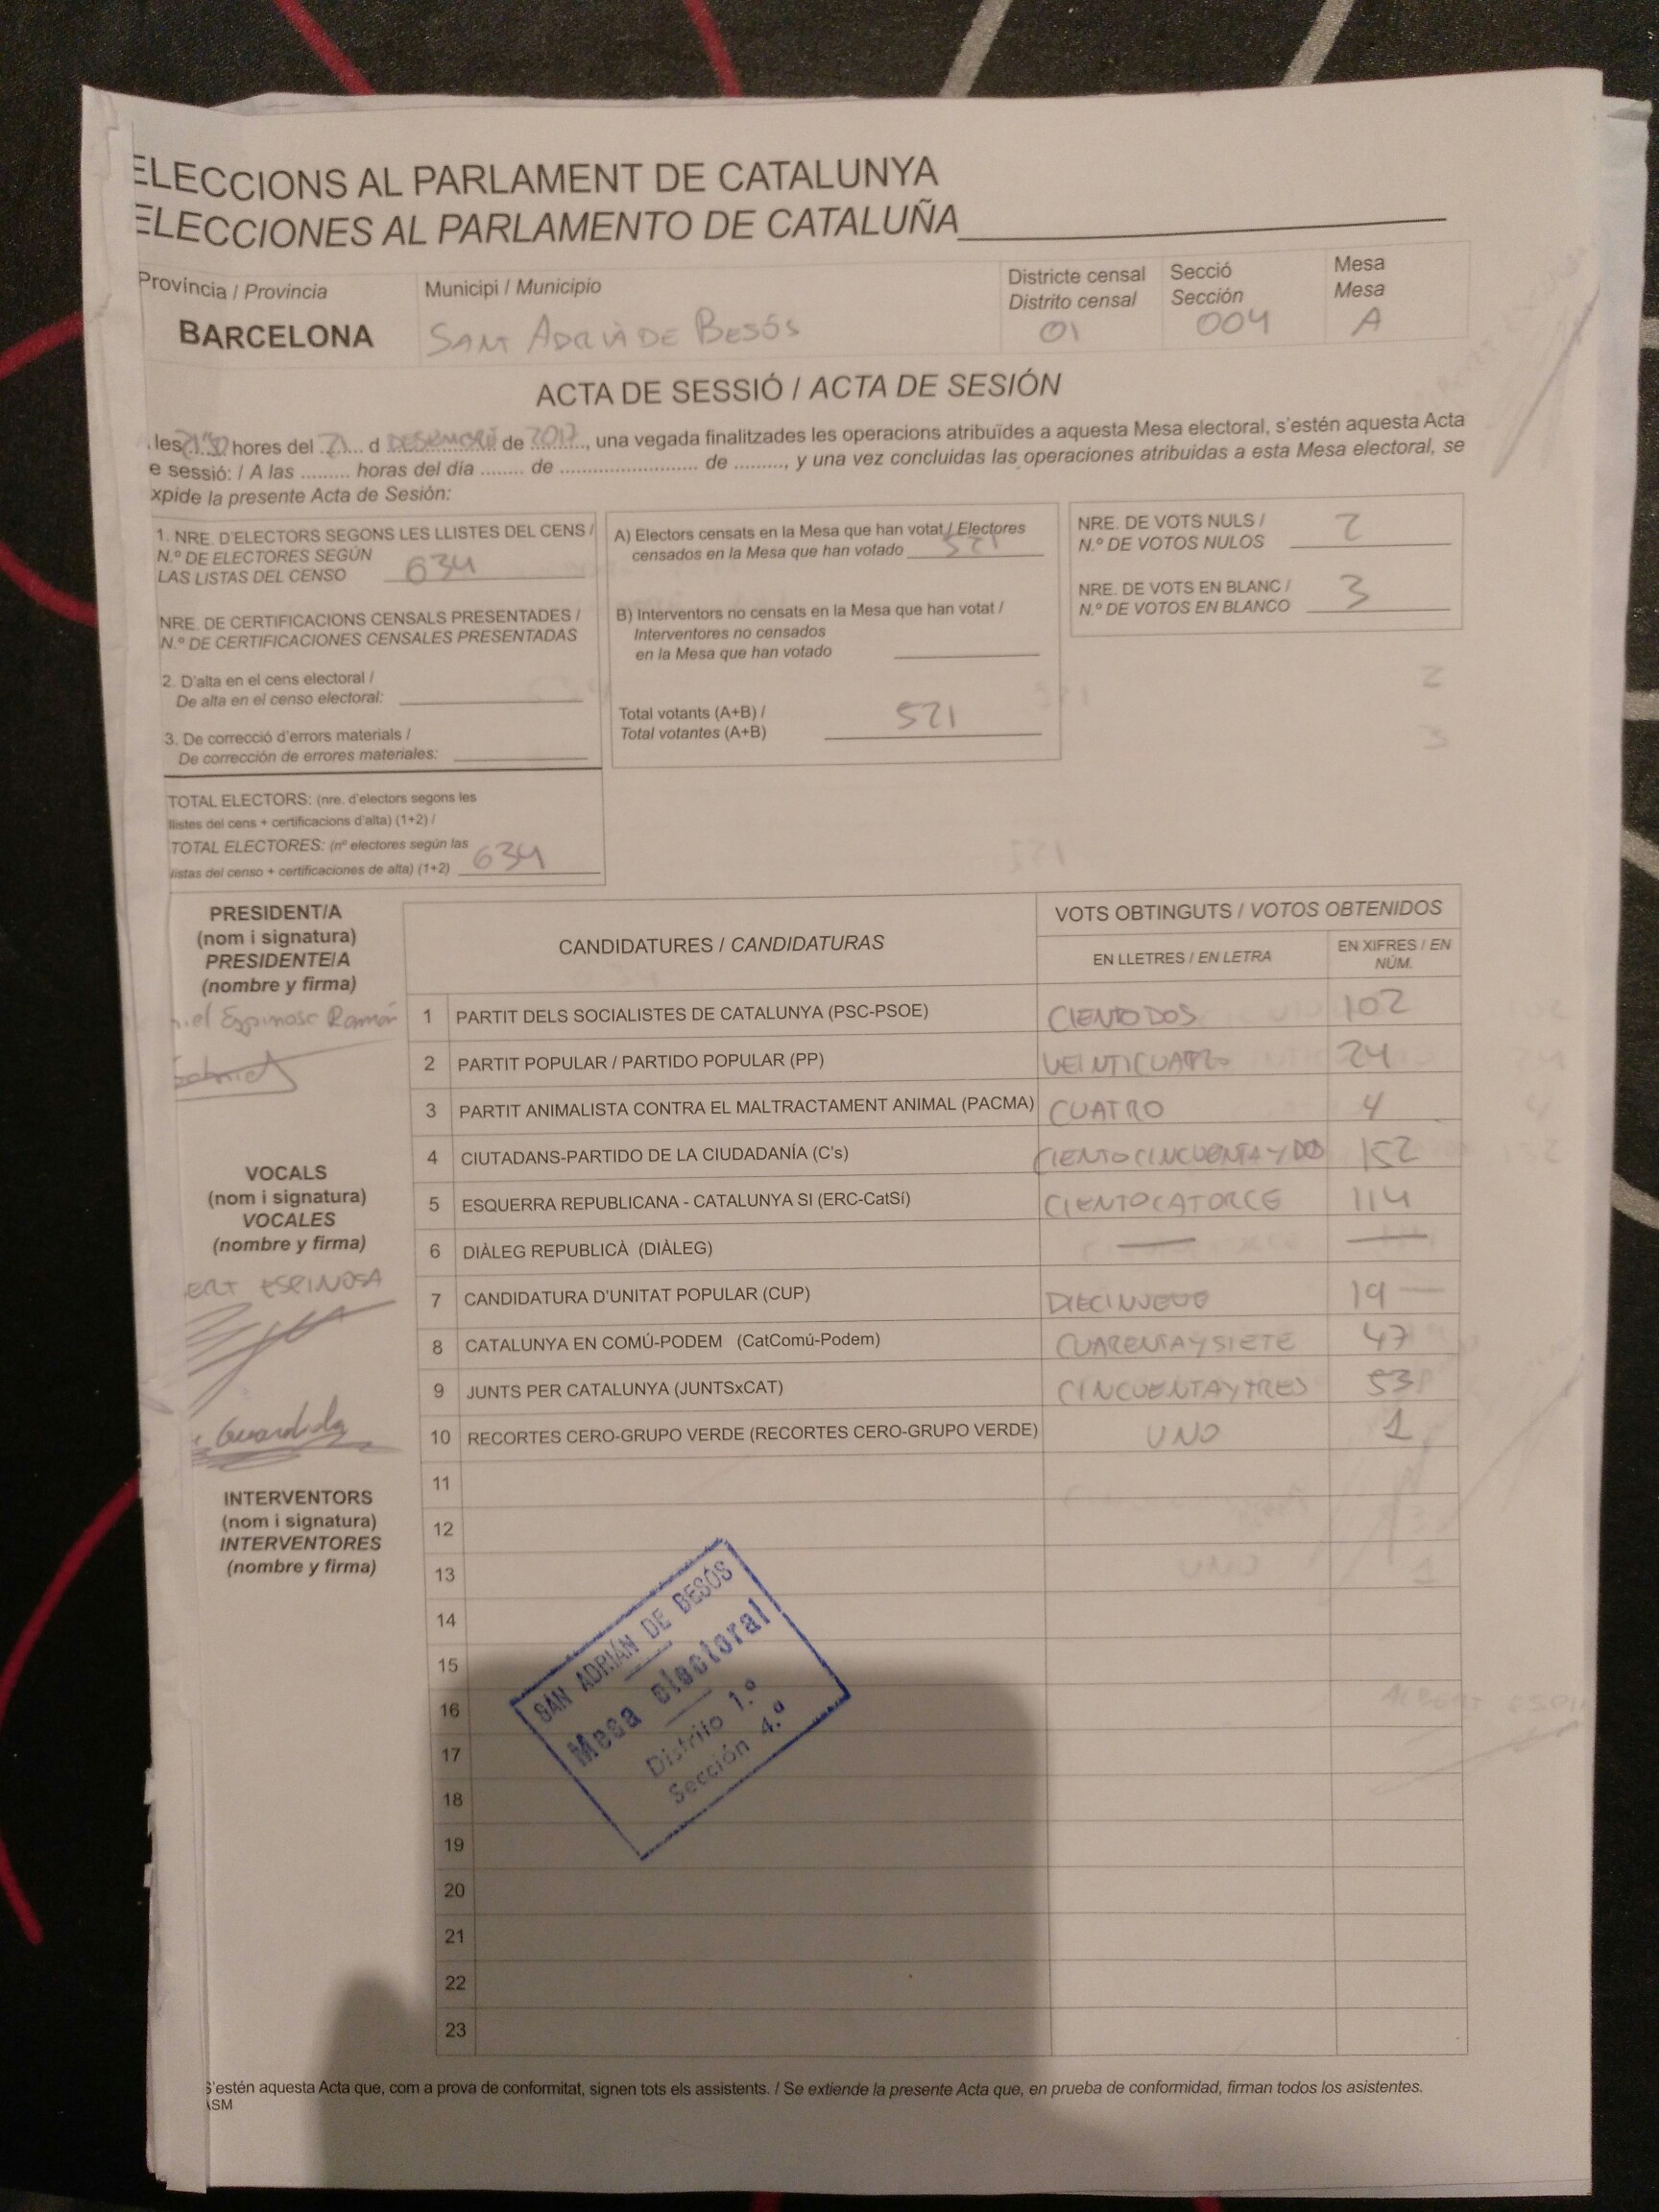 ELECCIONS AL PARLAMENT DE CATALUNYA
ELECCIONES AL PARLAMENTO DE CATALUÑA
Província / Provincia
BARCELONA
Municipi / Municipio
SANT ADRIÀ DE BESÓS
Districte censal
Distrito censal
01
Secció
Sección
004
Mesa
Mesa
A
ACTA DE SESSIÓ / ACTA DE SESIÓN
les 21:30 hores del 21 d DESEMBRE de 2017, una vegada finalitzades les operacions atribuïdes a aquesta Mesa electoral, s'estén aquesta Acta
e sessió: / A las ......... horas del día ........ de ........................... de .........., y una vez concluidas las operaciones atribuidas a esta Mesa electoral, se
xpide la presente Acta de Sesión:
1. NRE. D'ELECTORS SEGONS LES LLISTES DEL CENS /
N.º DE ELECTORES SEGÚN
LAS LISTAS DEL CENSO 634
NRE. DE CERTIFICACIONS CENSALS PRESENTADES /
N.º DE CERTIFICACIONES CENSALES PRESENTADAS
2. D'alta en el cens electoral /
De alta en el censo electoral:
3. De correcció d'errors materials /
De corrección de errores materiales:
TOTAL ELECTORS: (nre. d'electors segons les
llistes del cens + certificacions d'alta) (1+2) /
TOTAL ELECTORES: (nº electores según las
listas del censo + certificaciones de alta) (1+2) 634
A) Electors censats en la Mesa que han votat / Electores
censados en la Mesa que han votado 521
B) Interventors no censats en la Mesa que han votat /
Interventores no censados
en la Mesa que han votado
Total votants (A+B) /
Total votantes (A+B) 521
NRE. DE VOTS NULS /
N.º DE VOTOS NULOS 2
NRE. DE VOTS EN BLANC /
N.º DE VOTOS EN BLANCO 3
PRESIDENT/A
(nom i signatura)
PRESIDENTE/A
(nombre y firma)
iel Espinosa Ramón
VOCALS
(nom i signatura)
VOCALES
(nombre y firma)
ERT ESPINOSA
Guardida
INTERVENTORS
(nom i signatura)
INTERVENTORES
(nombre y firma)
CANDIDATURES / CANDIDATURAS
VOTS OBTINGUTS / VOTOS OBTENIDOS
EN LLETRES / EN LETRA
EN XIFRES / EN
NÚM.
1 PARTIT DELS SOCIALISTES DE CATALUNYA (PSC-PSOE) CIENTO DOS 102
2 PARTIT POPULAR / PARTIDO POPULAR (PP) VEINTICUATRO 24
3 PARTIT ANIMALISTA CONTRA EL MALTRACTAMENT ANIMAL (PACMA) CUATRO 4
4 CIUTADANS-PARTIDO DE LA CIUDADANÍA (C's) CIENTO CINCUENTA Y DOS 152
5 ESQUERRA REPUBLICANA - CATALUNYA SI (ERC-CatSí) CIENTO CATORCE 114
6 DIÀLEG REPUBLICÀ (DIÀLEG) — —
7 CANDIDATURA D'UNITAT POPULAR (CUP) DIECINUEVE 19 —
8 CATALUNYA EN COMÚ-PODEM (CatComú-Podem) CUARENTA Y SIETE 47
9 JUNTS PER CATALUNYA (JUNTSxCAT) CINCUENTA Y TRES 53
10 RECORTES CERO-GRUPO VERDE (RECORTES CERO-GRUPO VERDE) UNO 1
11
12
13
14
15
16
17
18
19
20
21
22
23
SAN ADRIÁN DE BESÓS
Mesa electoral
Distrito 1.º
Sección 4.ª
S'estén aquesta Acta que, com a prova de conformitat, signen tots els assistents. / Se extiende la presente Acta que, en prueba de conformidad, firman todos los asistentes.
ASM